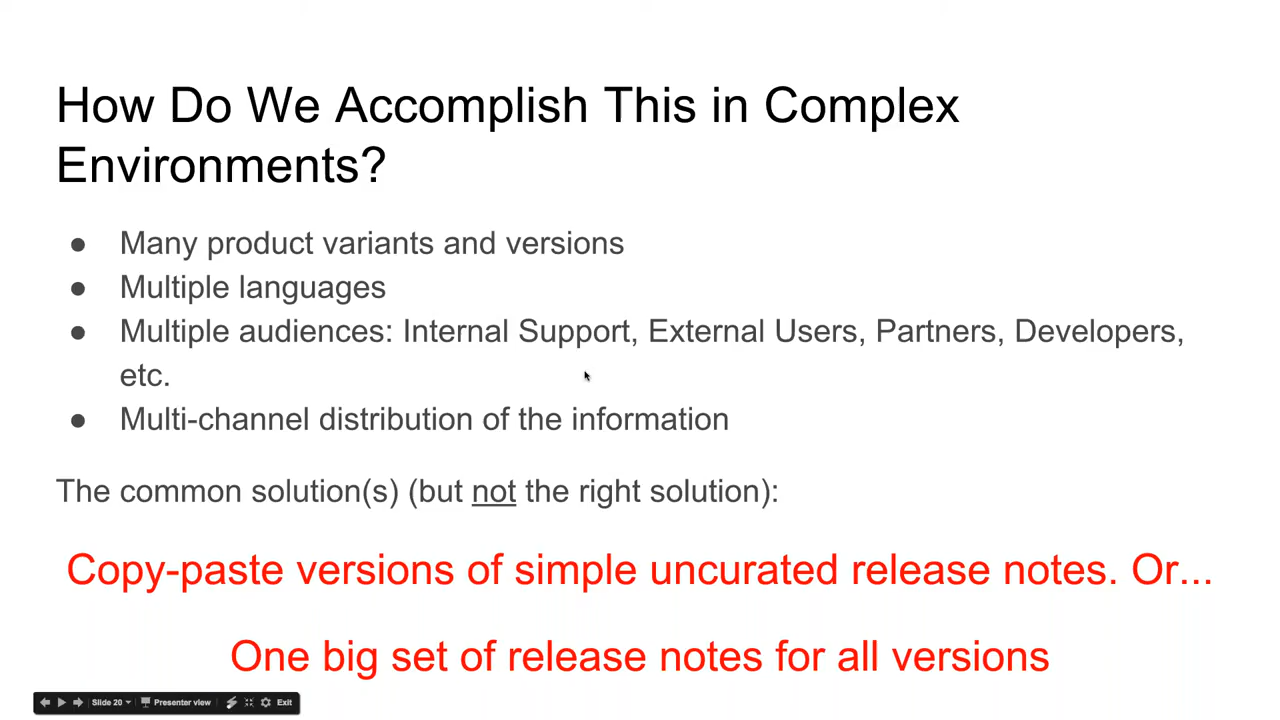 How Do We Accomplish This in Complex
Environments?
● Many product variants and versions
● Multiple languages
● Multiple audiences: Internal Support, External Users, Partners, Developers,
etc.
● Multi-channel distribution of the information
The common solution(s) (but not the right solution):
Copy-paste versions of simple uncurated release notes. Or...
One big set of release notes for all versions
Slide 20 Presenter view Exit